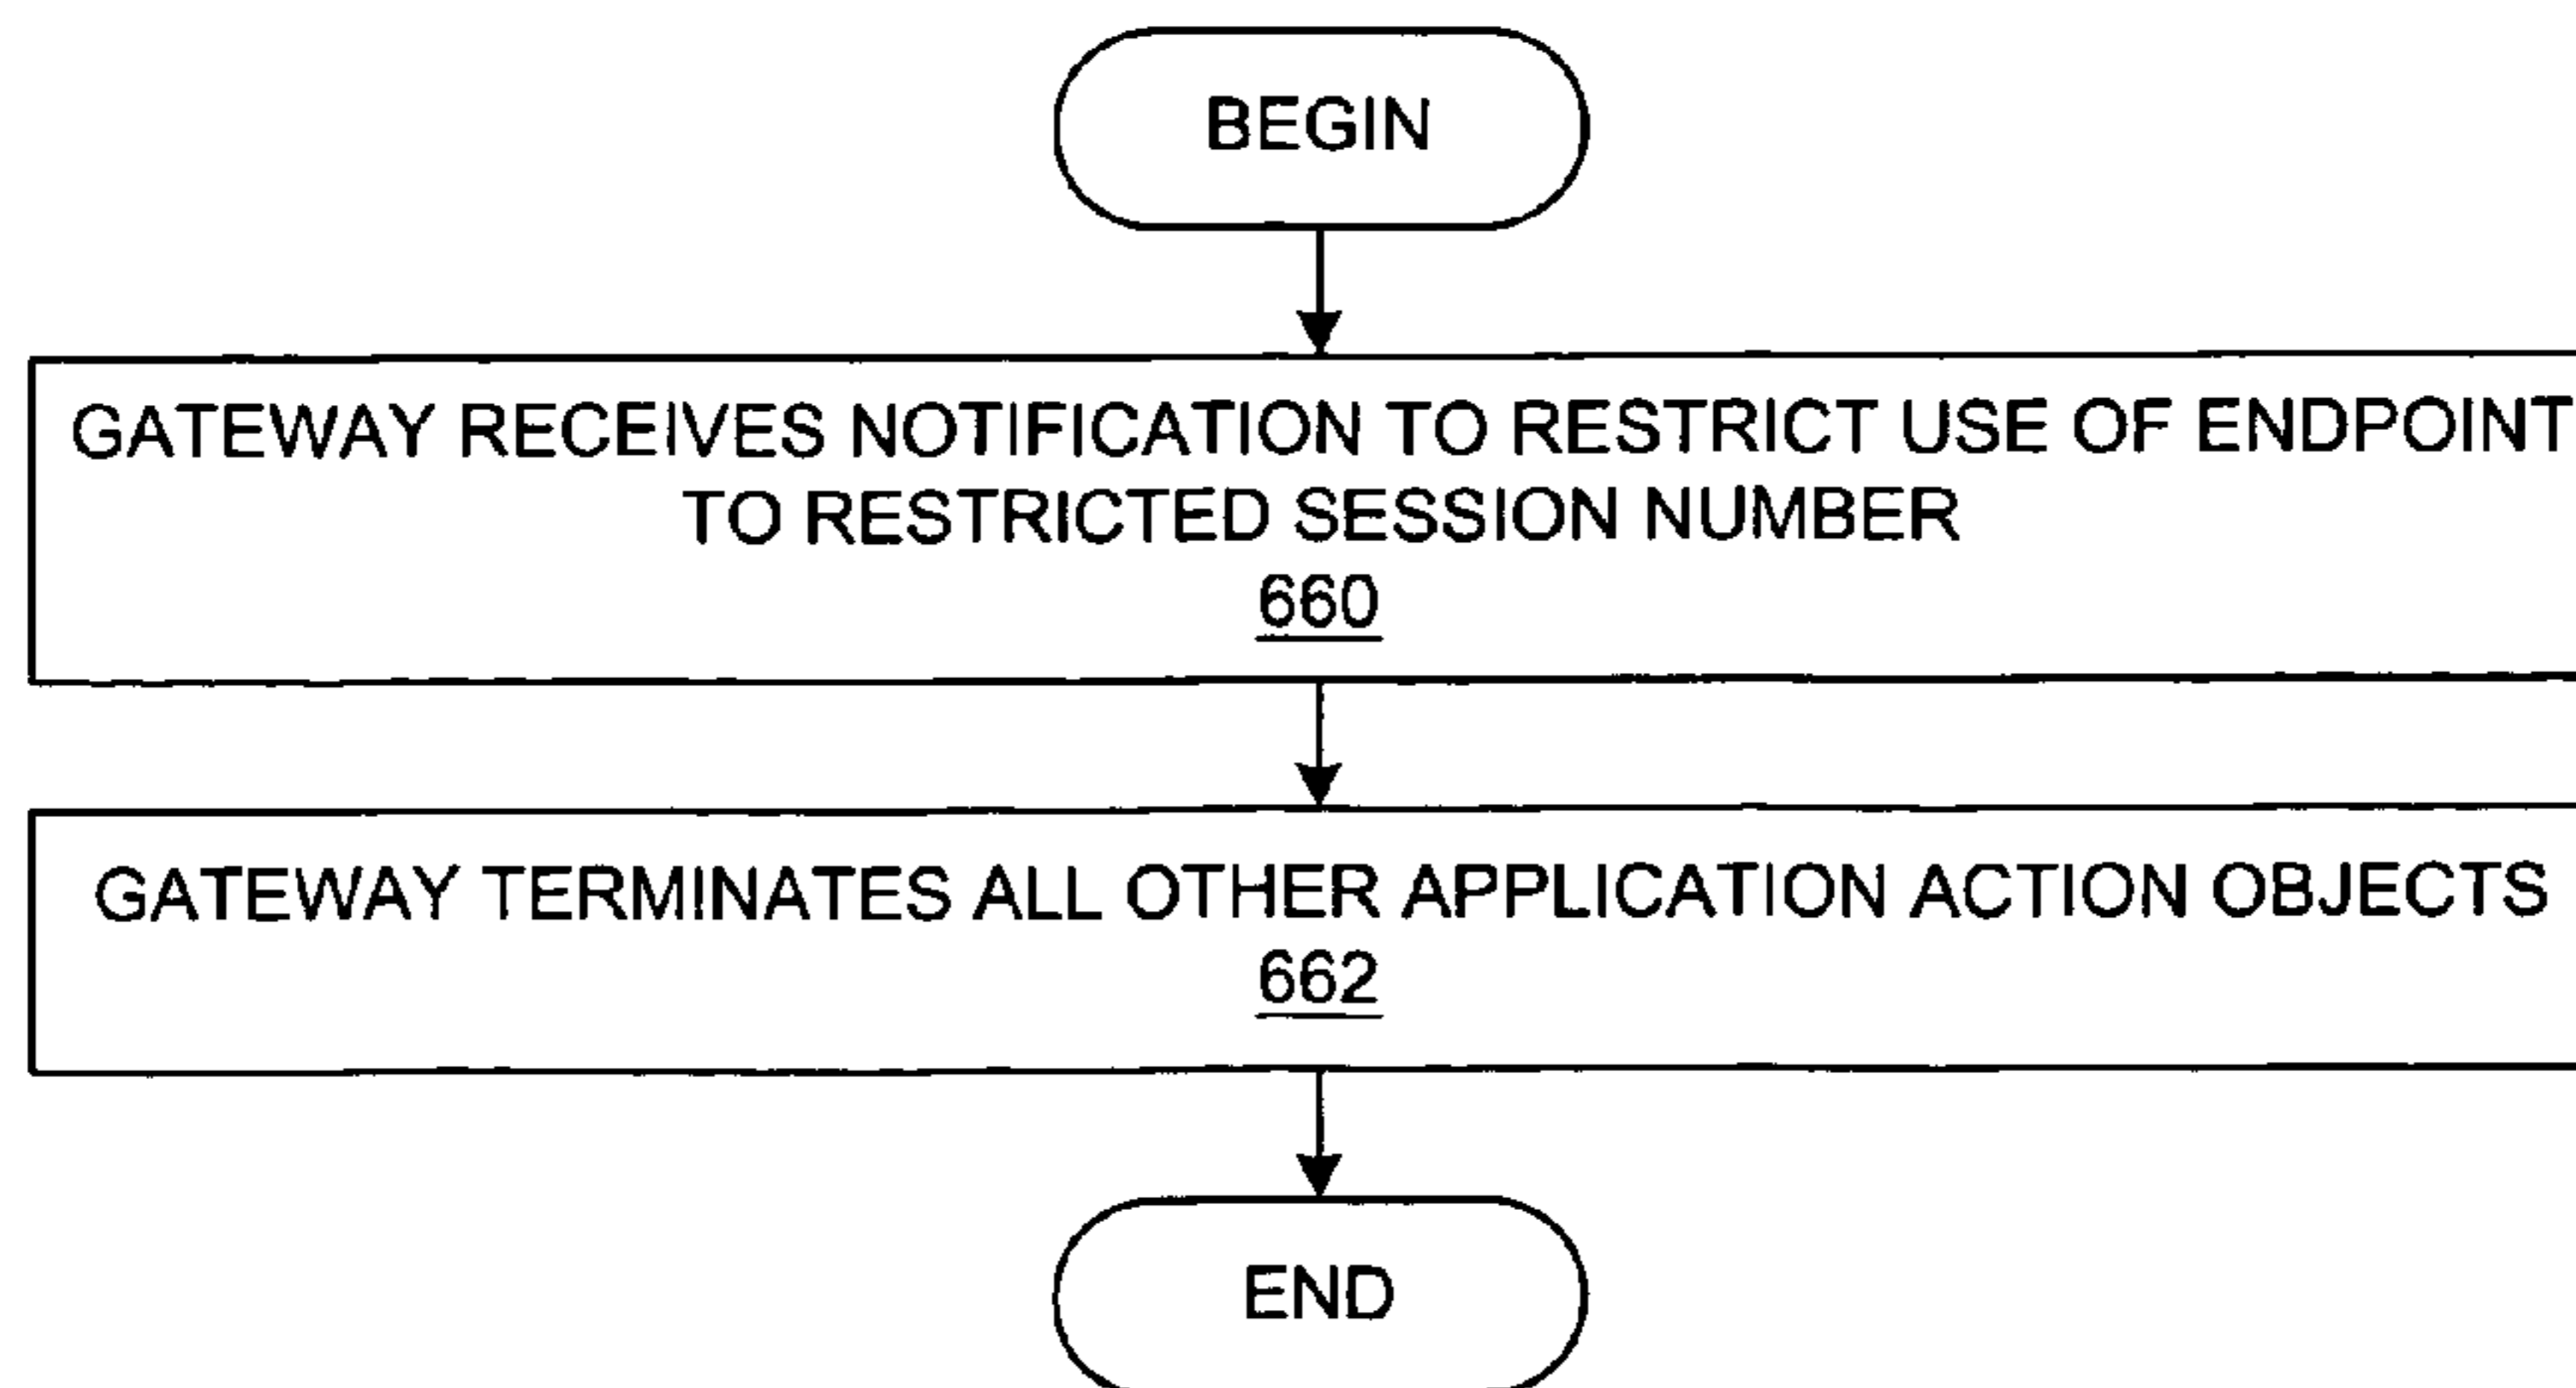 BEGIN
GATEWAY RECEIVES NOTIFICATION TO RESTRICT USE OF ENDPOINT
TO RESTRICTED SESSION NUMBER
660
GATEWAY TERMINATES ALL OTHER APPLICATION ACTION OBJECTS
662
END